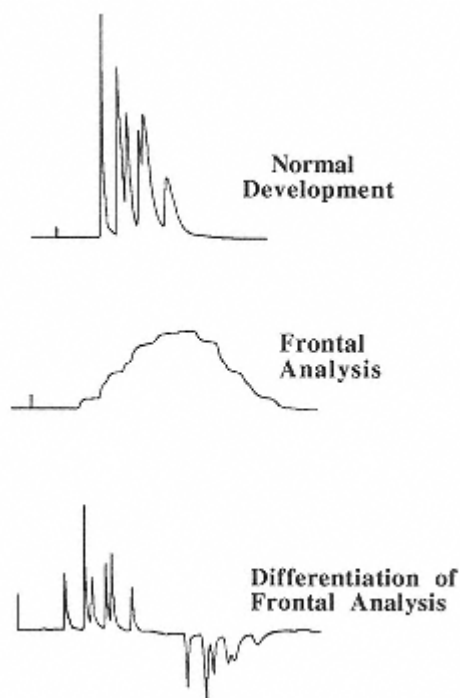 Normal
Development
Frontal
Analysis
Differentiation of
Frontal Analysis